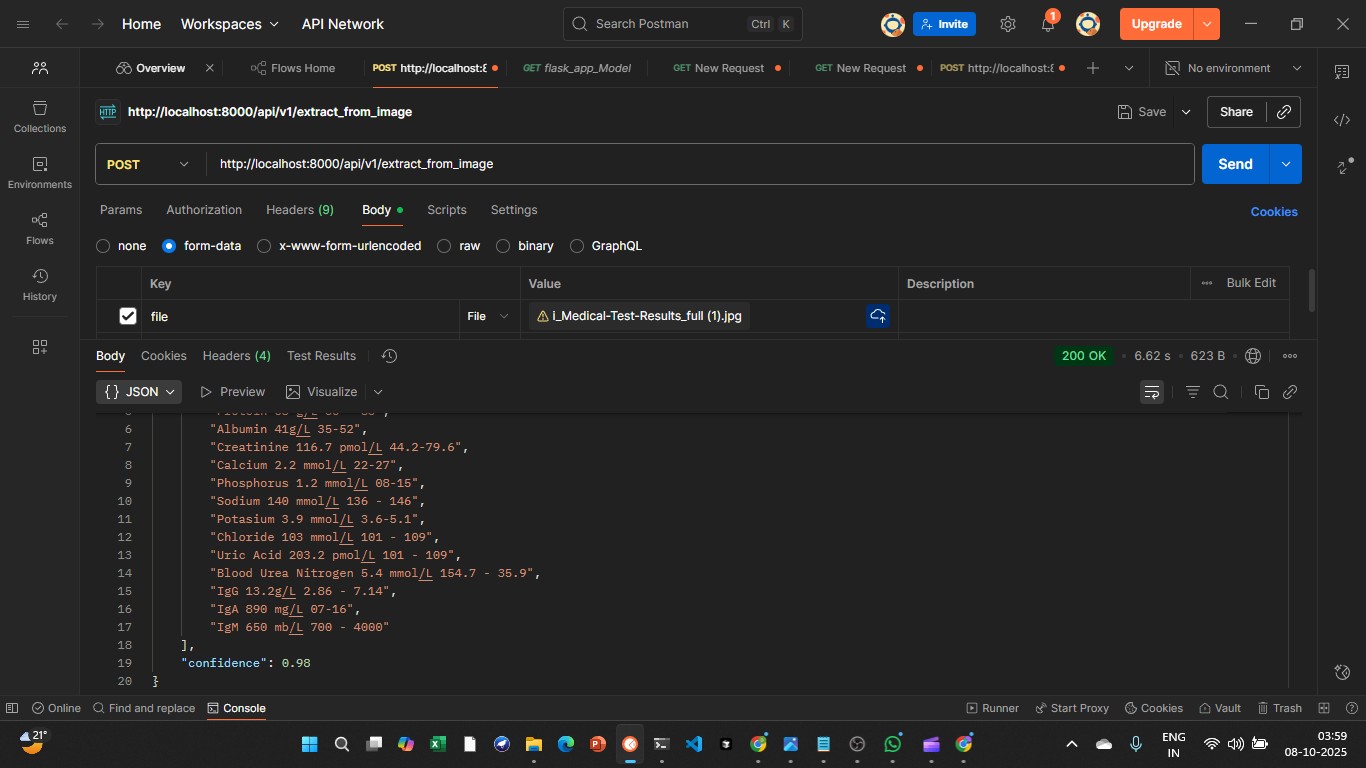 Home Workspaces API Network Search Postman Ctrl K Invite 1 Upgrade
Overview Flows Home POST http://localhost:8 GET flask_app_Model GET New Request GET New Request POST http://localhost:8 No environment
HTTP http://localhost:8000/api/v1/extract_from_image Save Share
Collections
Environments
Flows
History
POST http://localhost:8000/api/v1/extract_from_image Send
Params Authorization Headers (9) Body Scripts Settings Cookies
none form-data x-www-form-urlencoded raw binary GraphQL
Key Value Description Bulk Edit
file File i_Medical-Test-Results_full (1).jpg
Body Cookies Headers (4) Test Results 200 OK 6.62 s 623 B
{} JSON Preview Visualize
6 "Albumin 41g/L 35-52",
7 "Creatinine 116.7 pmol/L 44.2-79.6",
8 "Calcium 2.2 mmol/L 22-27",
9 "Phosphorus 1.2 mmol/L 08-15",
10 "Sodium 140 mmol/L 136 - 146",
11 "Potasium 3.9 mmol/L 3.6-5.1",
12 "Chloride 103 mmol/L 101 - 109",
13 "Uric Acid 203.2 pmol/L 101 - 109",
14 "Blood Urea Nitrogen 5.4 mmol/L 154.7 - 35.9",
15 "IgG 13.2g/L 2.86 - 7.14",
16 "IgA 890 mg/L 07-16",
17 "IgM 650 mb/L 700 - 4000"
18 ],
19 "confidence": 0.98
20 }
Online Find and replace Console Runner Start Proxy Cookies Vault Trash
21° ENG IN 03:59 08-10-2025